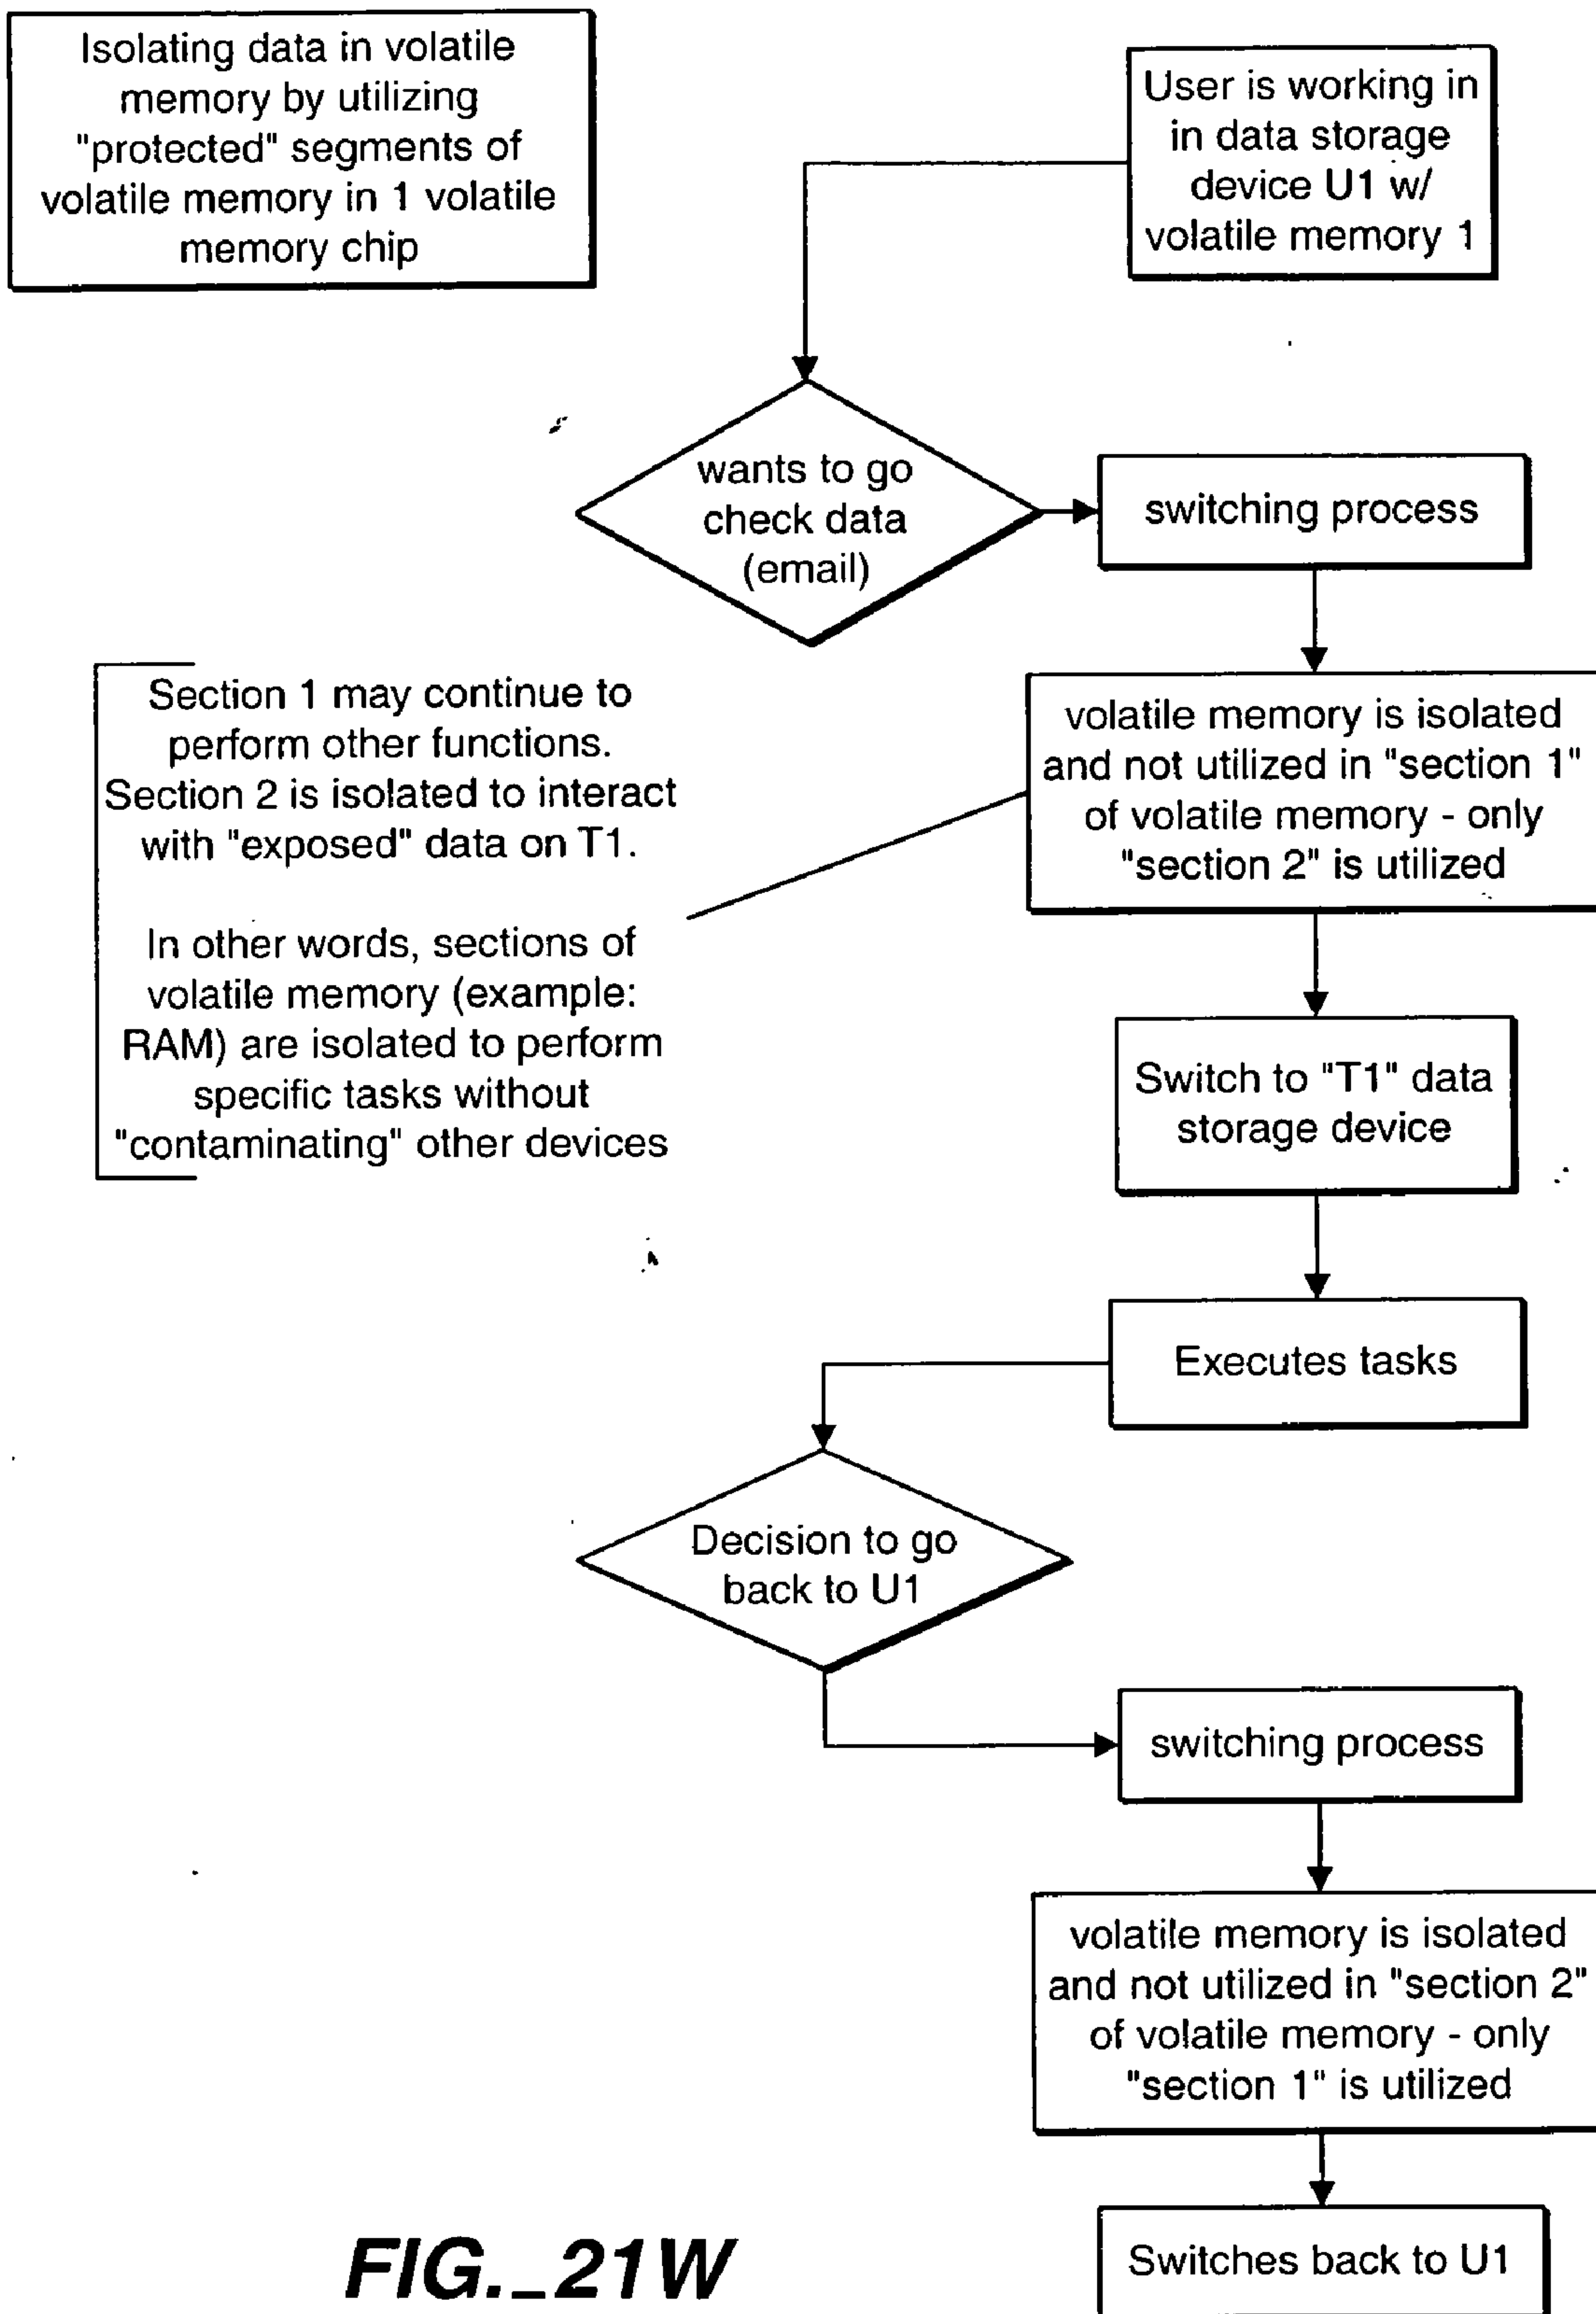 Isolating data in volatile
memory by utilizing
"protected" segments of
volatile memory in 1 volatile
memory chip
User is working in
in data storage
device U1 w/
volatile memory 1
wants to go
check data
(email)
switching process
Section 1 may continue to
perform other functions.
Section 2 is isolated to interact
with "exposed" data on T1.
In other words, sections of
volatile memory (example:
RAM) are isolated to perform
specific tasks without
"contaminating" other devices
volatile memory is isolated
and not utilized in "section 1"
of volatile memory - only
"section 2" is utilized
Switch to "T1" data
storage device
Executes tasks
Decision to go
back to U1
switching process
volatile memory is isolated
and not utilized in "section 2"
of volatile memory - only
"section 1" is utilized
Switches back to U1
FIG._21W